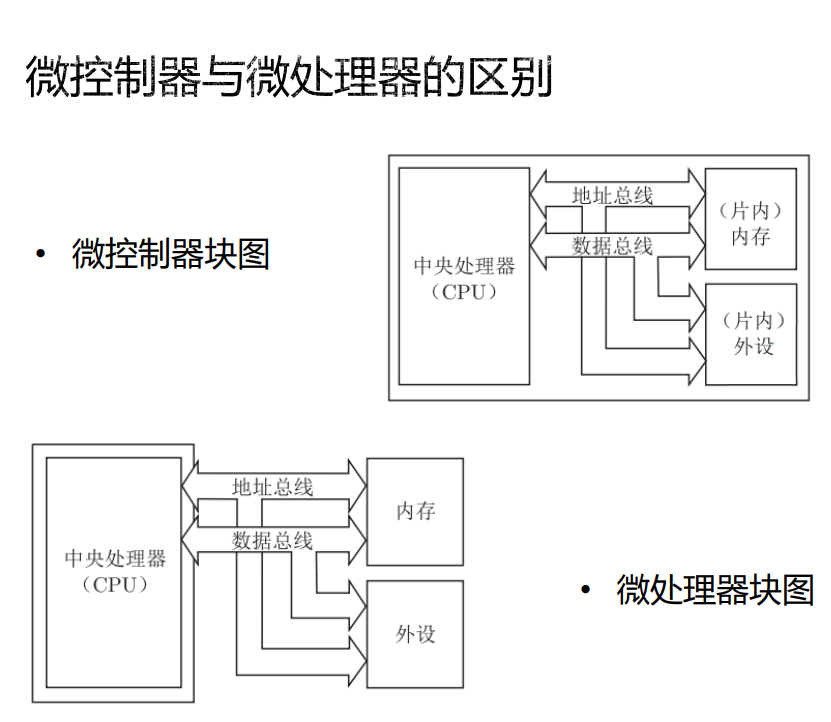 微控制器与微处理器的区别
• 微控制器块图
中央处理器
（CPU）
地址总线
数据总线
（片内）
内存
（片内）
外设
中央处理器
（CPU）
地址总线
数据总线
内存
外设
• 微处理器块图